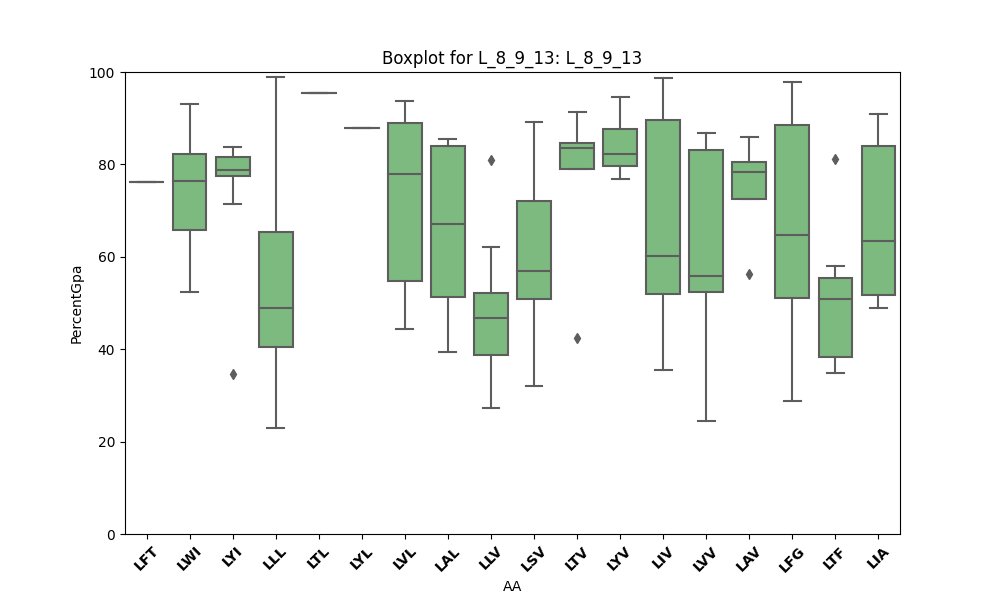 Boxplot for L_8_9_13: L_8_9_13
PercentGpa
100
80
60
40
20
0
LFT LWI LYI LLL LTL LYL LVL LAL LLV LSV LTV LYV LIV LVV LAV LFG LTF LIA
AA